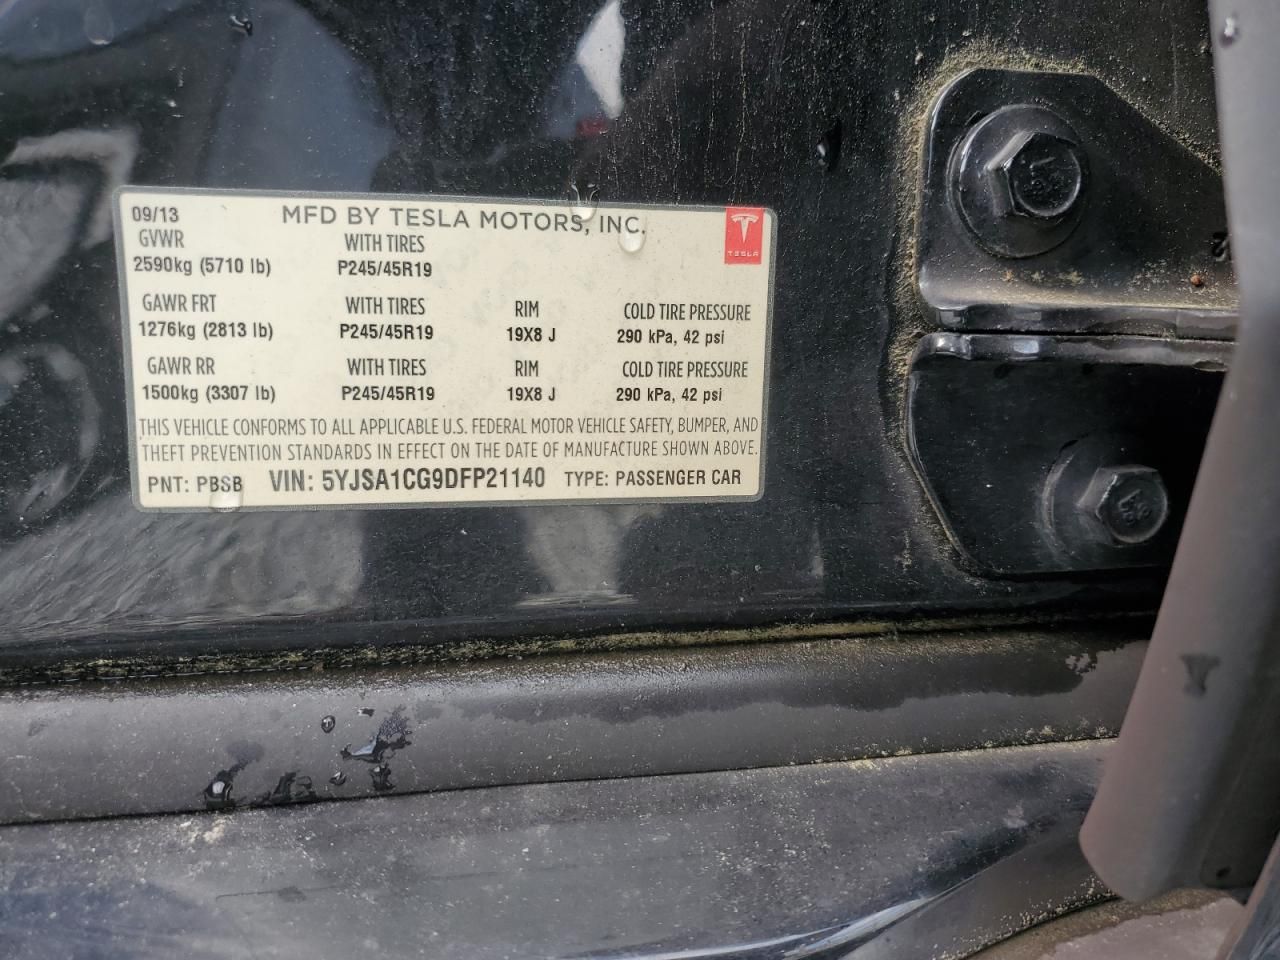 09/13 MFD BY TESLA MOTORS, INC.
GVWR WITH TIRES
2590kg (5710 lb) P245/45R19
TESLA
GAWR FRT WITH TIRES RIM COLD TIRE PRESSURE
1276kg (2813 lb) P245/45R19 19X8 J 290 kPa, 42 psi
GAWR RR WITH TIRES RIM COLD TIRE PRESSURE
1500kg (3307 lb) P245/45R19 19X8 J 290 kPa, 42 psi
THIS VEHICLE CONFORMS TO ALL APPLICABLE U.S. FEDERAL MOTOR VEHICLE SAFETY, BUMPER, AND
THEFT PREVENTION STANDARDS IN EFFECT ON THE DATE OF MANUFACTURE SHOWN ABOVE.
PNT: PBSB VIN: 5YJSA1CG9DFP21140 TYPE: PASSENGER CAR